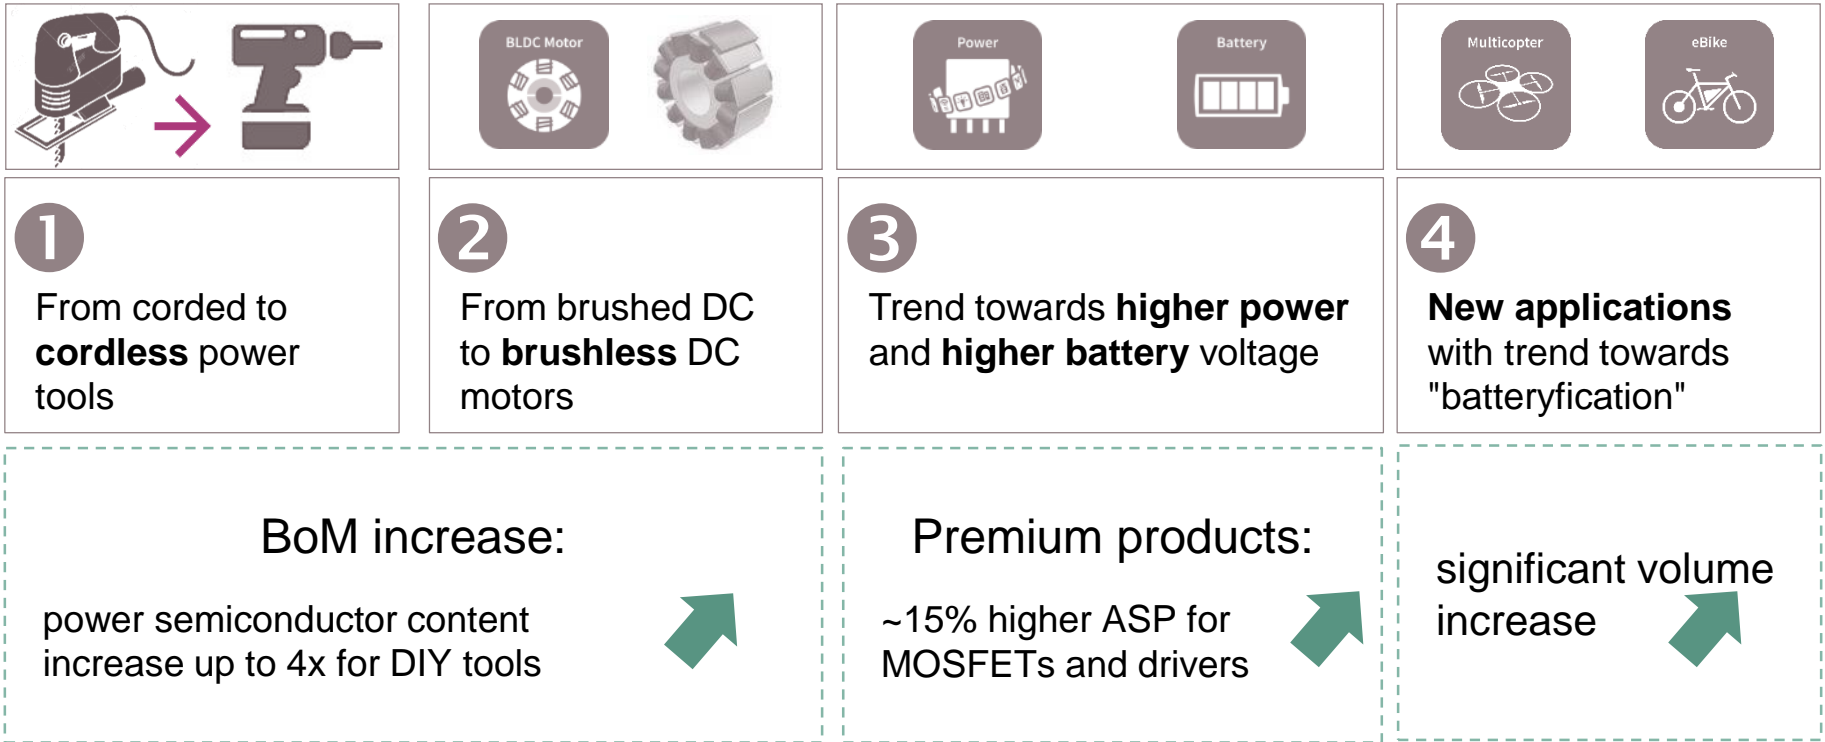 BLDC Motor
Power
Battery
Multicopter
eBike
1
From corded to
cordless power
tools
2
From brushed DC
to brushless DC
motors
3
Trend towards higher power
and higher battery voltage
4
New applications
with trend towards
"batteryfication"
BoM increase:
power semiconductor content
increase up to 4x for DIY tools
Premium products:
~15% higher ASP for
MOSFETs and drivers
significant volume
increase